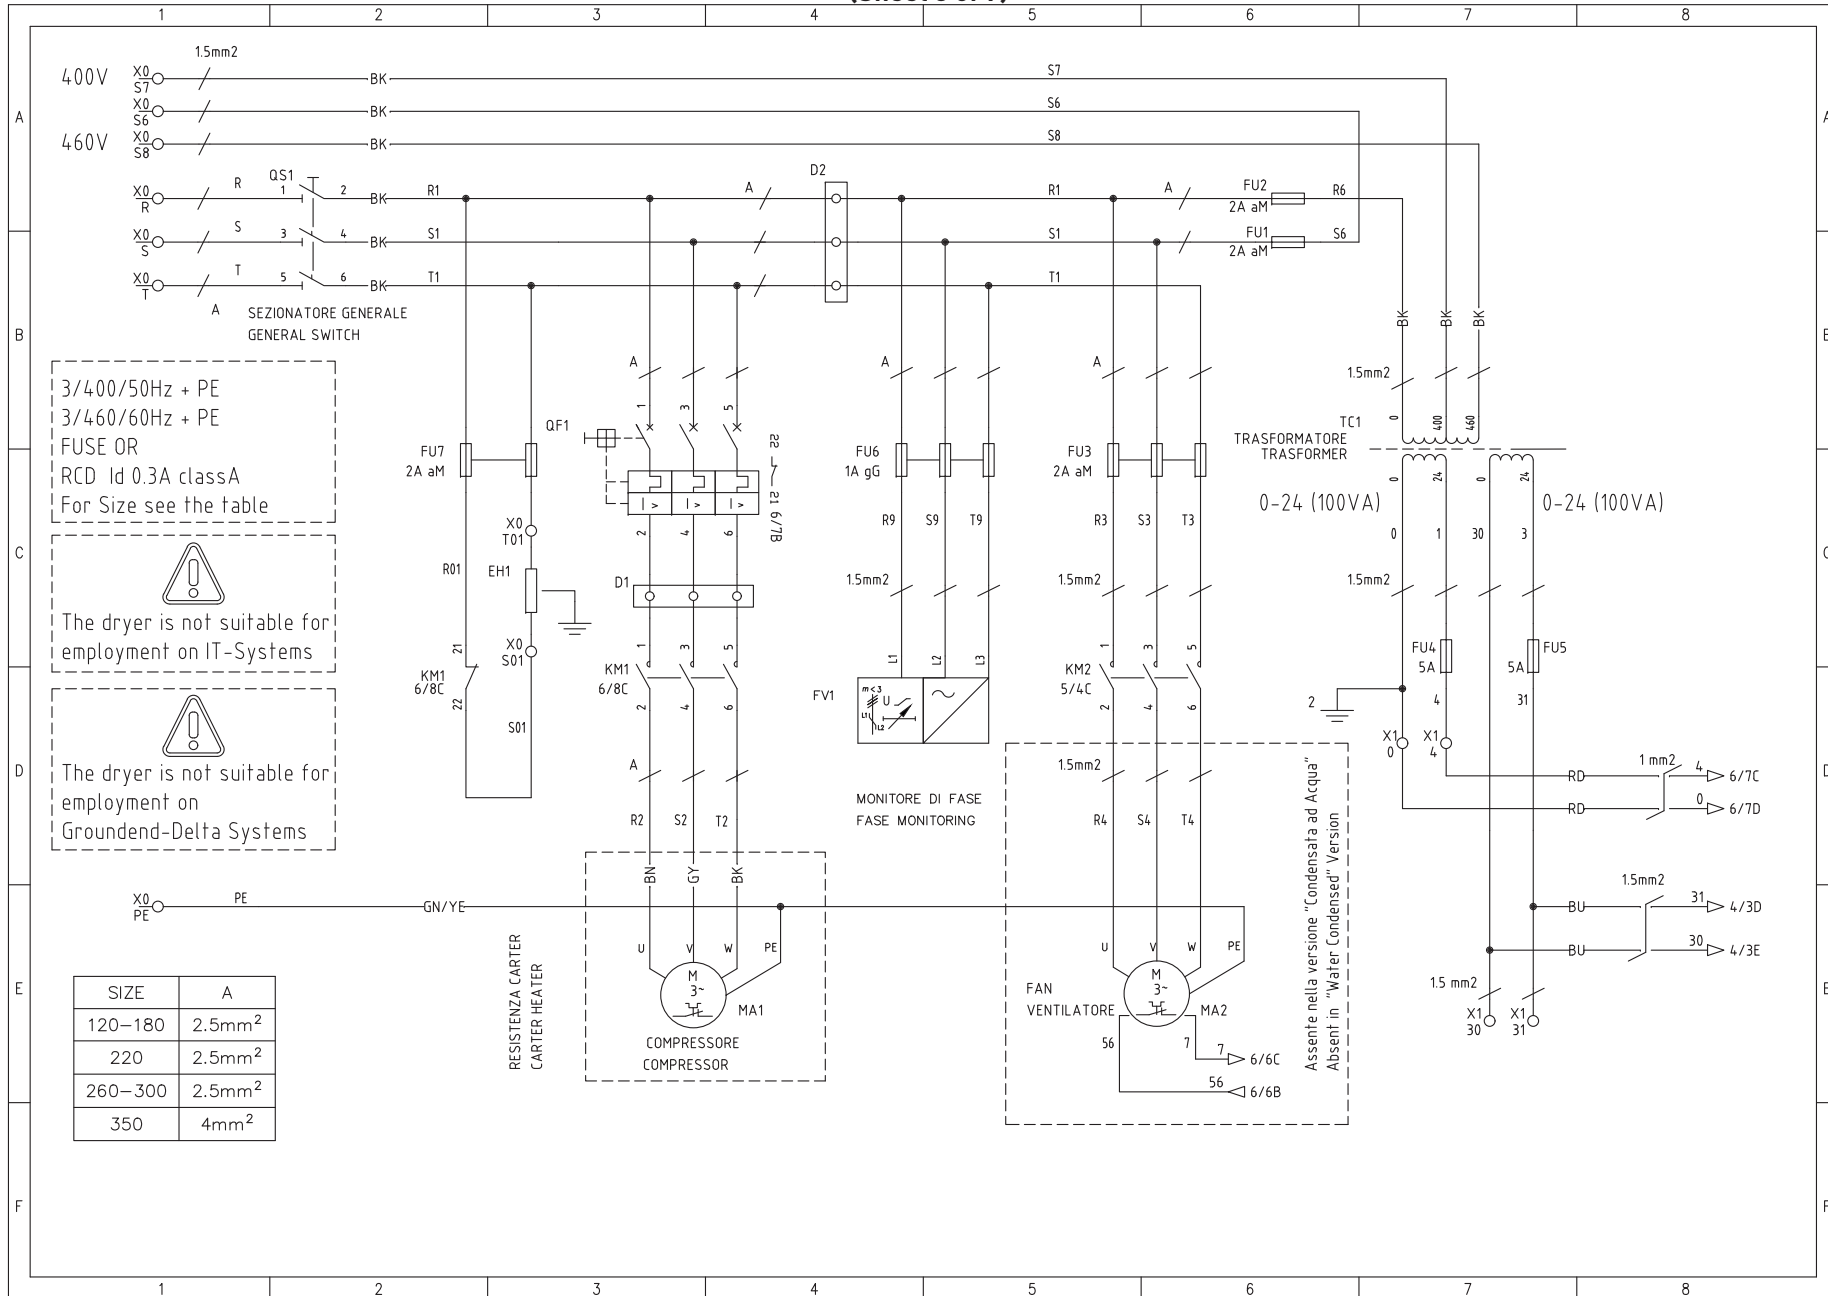 1 2 3 4 5 6 7 8
A
B
C
D
E
F
1.5mm2
400V X0 S7 BK S7
X0 S6 BK S6
460V X0 S8 BK S8
X0 R R QS1 1 2 BK R1 A D2 R1 A FU2 2A aM R6
X0 S S 3 4 BK S1 S1 FU1 2A aM S6
X0 T T 5 6 BK T1 T1
A
SEZIONATORE GENERALE
GENERAL SWITCH
3/400/50Hz + PE
3/460/60Hz + PE
FUSE OR
RCD Id 0.3A classA
For Size see the table
The dryer is not suitable for
employment on IT-Systems
The dryer is not suitable for
employment on
Groundend-Delta Systems
FU7
2A aM
R01
X0
T01
EH1
X0
S01
21
KM1
6/8C
22
S01
RESISTENZA CARTER
CARTER HEATER
A
1 3 5
QF1
22
21 6/7B
I > I > I >
2 4 6
D1
1 3 5
KM1
6/8C
2 4 6
A
R2 S2 T2
BN GY BK
U V W PE
M
3~
MA1
COMPRESSORE
COMPRESSOR
A
FU6
1A gG
R9 S9 T9
1.5mm2
L1 L2 L3
FV1
m<3
U
L1
L2
MONITORE DI FASE
FASE MONITORING
A
FU3
2A aM
R3 S3 T3
1.5mm2
1 3 5
KM2
5/4C
2 4 6
1.5mm2
R4 S4 T4
U V W PE
M
3~
MA2
FAN
VENTILATORE
56 7
7 6/6C
56 6/6B
Assente nella versione "Condensata ad Acqua"
Absent in "Water Condensed" Version
BK BK BK
1.5mm2
0 400 460
TC1
TRASFORMATORE
TRASFORMER
0 24 0 24
0-24 (100VA)
0-24 (100VA)
0 1 30 3
1.5mm2
FU4
5A
FU5
5A
2
4 31
X1
0
X1
4
RD 1 mm2 4 6/7C
RD 0 6/7D
1.5mm2
BU 31 4/3D
BU 30 4/3E
1.5 mm2
X1
30
X1
31
X0
PE
PE
GN/YE
SIZE A
120-180 2.5mm²
220 2.5mm²
260-300 2.5mm²
350 4mm²
1 2 3 4 5 6 7 8